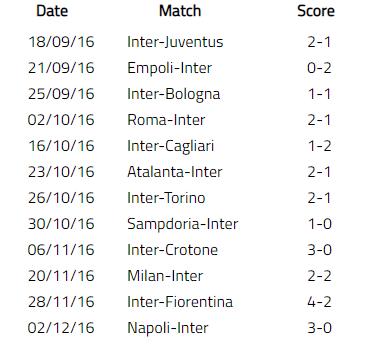 Date Match Score
18/09/16 Inter-Juventus 2-1
21/09/16 Empoli-Inter 0-2
25/09/16 Inter-Bologna 1-1
02/10/16 Roma-Inter 2-1
16/10/16 Inter-Cagliari 1-2
23/10/16 Atalanta-Inter 2-1
26/10/16 Inter-Torino 2-1
30/10/16 Sampdoria-Inter 1-0
06/11/16 Inter-Crotone 3-0
20/11/16 Milan-Inter 2-2
28/11/16 Inter-Fiorentina 4-2
02/12/16 Napoli-Inter 3-0